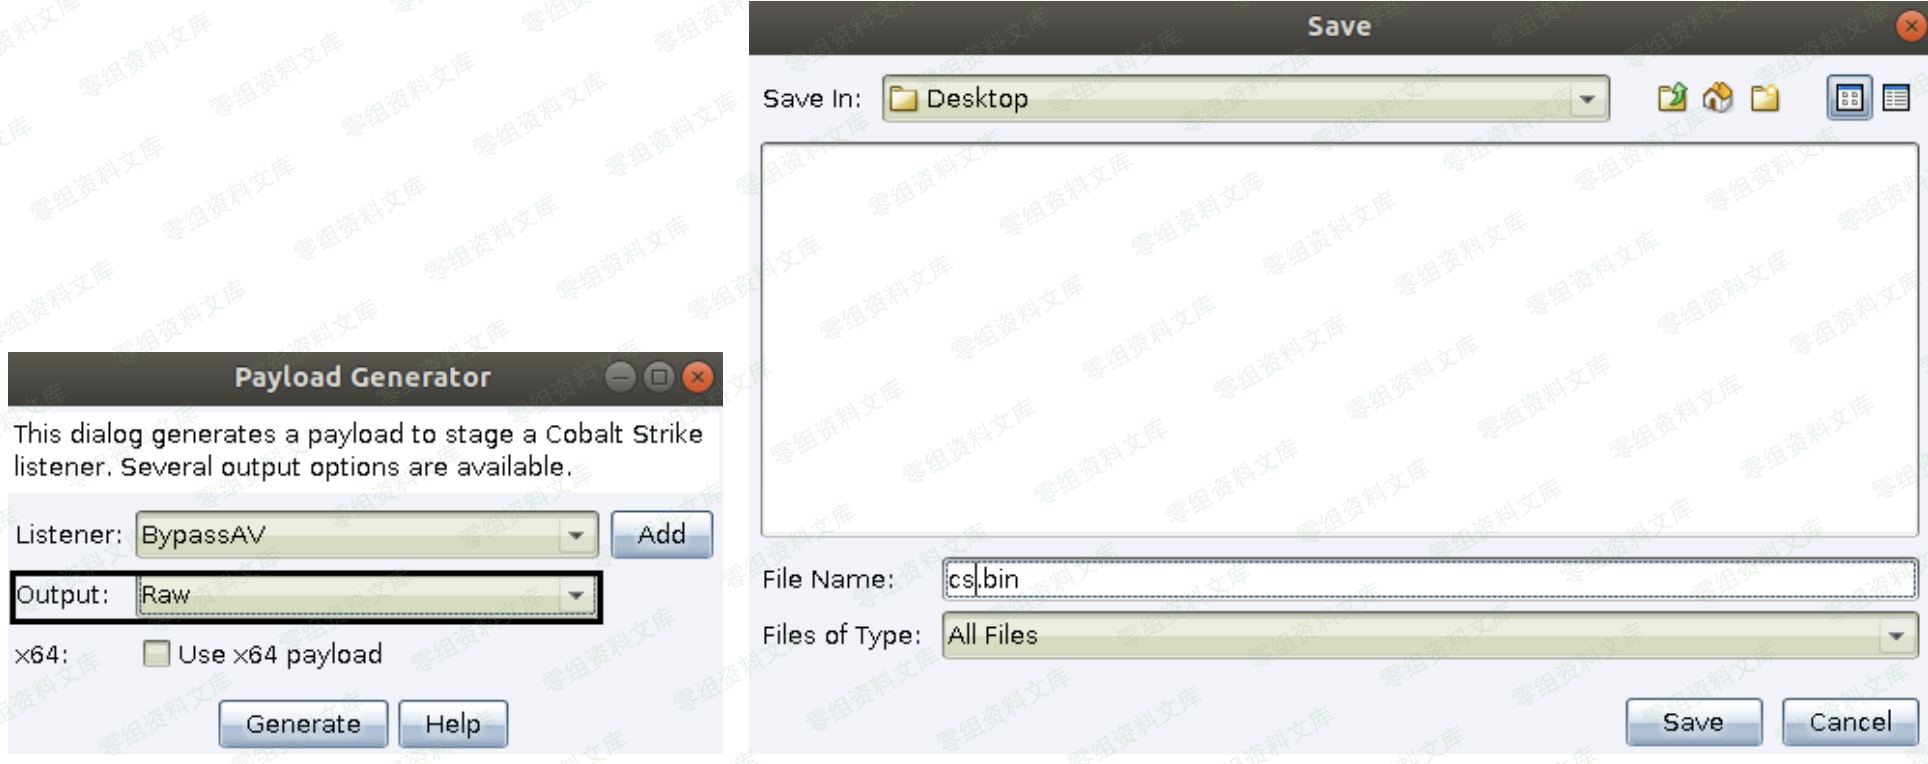 Payload Generator
This dialog generates a payload to stage a Cobalt Strike
listener. Several output options are available.
Listener: BypassAV Add
Output: Raw
x64: Use x64 payload
Generate Help
Save
Save In: Desktop
File Name: cs.bin
Files of Type: All Files
Save Cancel
零组资料文库